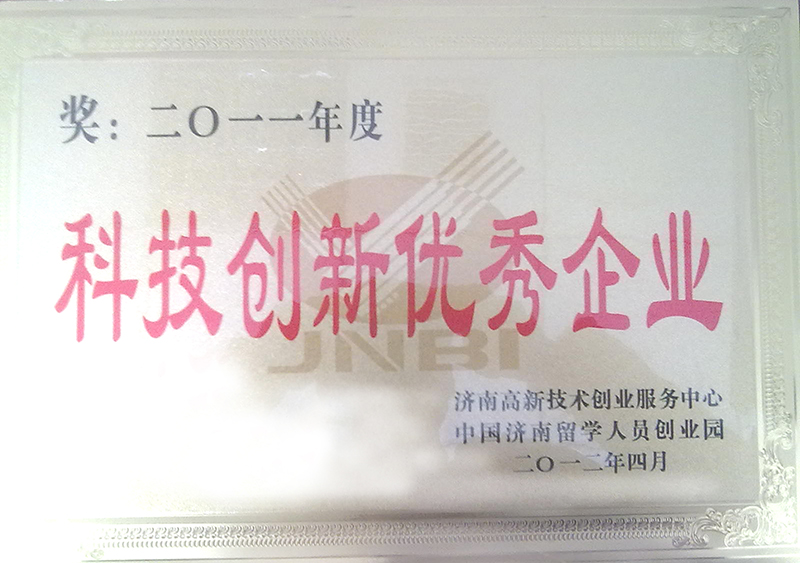 奖：二〇一一年度
科技创新优秀企业
JNBI
济南高新技术创业服务中心
中国济南留学人员创业园
二〇一二年四月